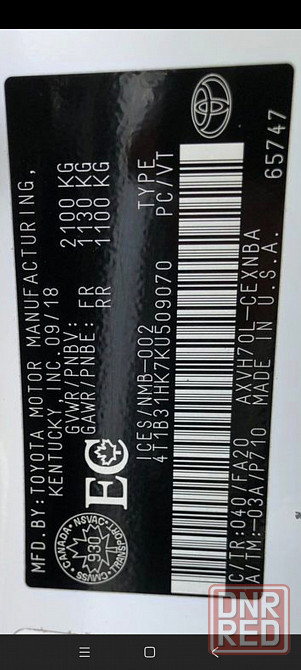 MFD.BY:TOYOTA MOTOR MANUFACTURING,
KENTUCKY, INC.09/18
GVWR/PNBV: 2100 KG
GAWR/PNBE: FR 1130 KG
RR 1100 KG
CANADA
NSVAC
TRANSPORT
CMVSS
930
EC
ICES/NMB-002 TYPE
4T1B31HK7KU509070 PC/VT
C/TR:040 /FA20 AXVH70L-CEXNBA
A/TM:-03A/P710 MADE IN U.S.A. 65747
DNR
RED